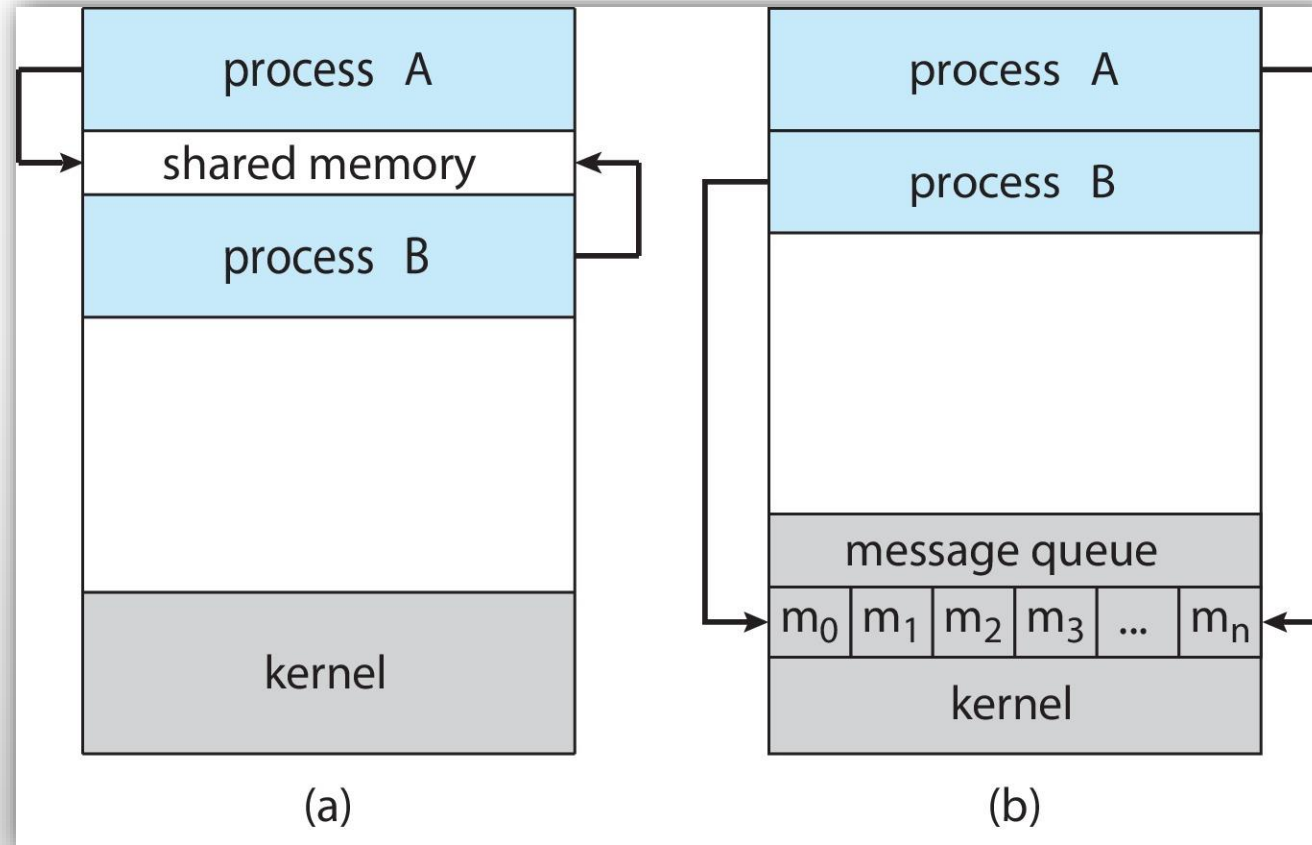 process A
shared memory
process B
kernel
(a)
process A
process B
message queue
m₀ m₁ m₂ m₃ ... mₙ
kernel
(b)